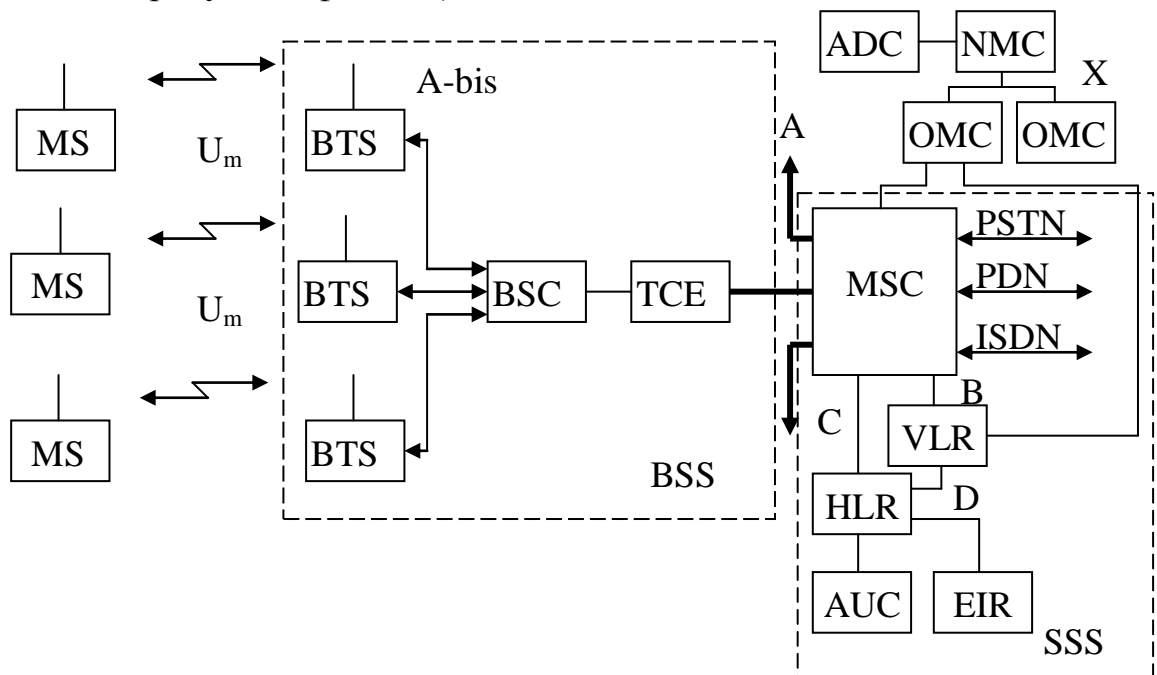 ADC
NMC
X
A-bis
MS
BTS
OMC
OMC
A
Uₘ
PSTN
MS
BTS
BSC
TCE
MSC
PDN
Uₘ
ISDN
B
C
VLR
MS
BTS
BSS
HLR
D
AUC
EIR
SSS